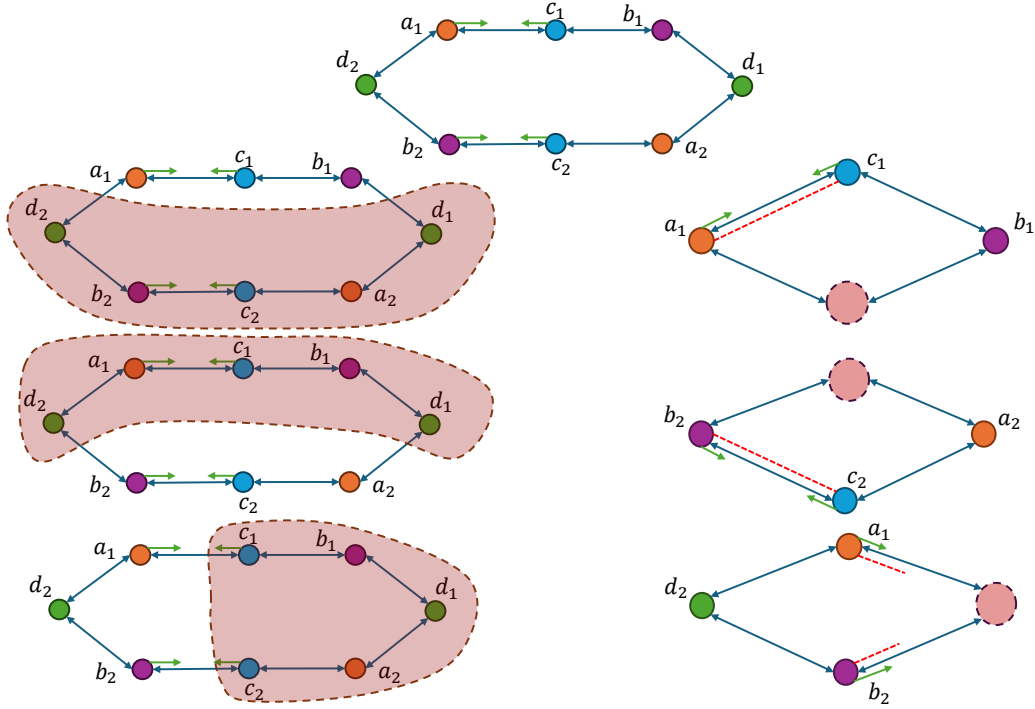 a₁ c₁ b₁
d₂ d₁
b₂ c₂ a₂
a₁ c₁ b₁
d₂ d₁
b₂ c₂ a₂
c₁
a₁ b₁
a₁ c₁ b₁
d₂ d₁
b₂ c₂ a₂
b₂ a₂
c₂
a₁ c₁ b₁
d₂ d₁
b₂ c₂ a₂
a₁
d₂
b₂